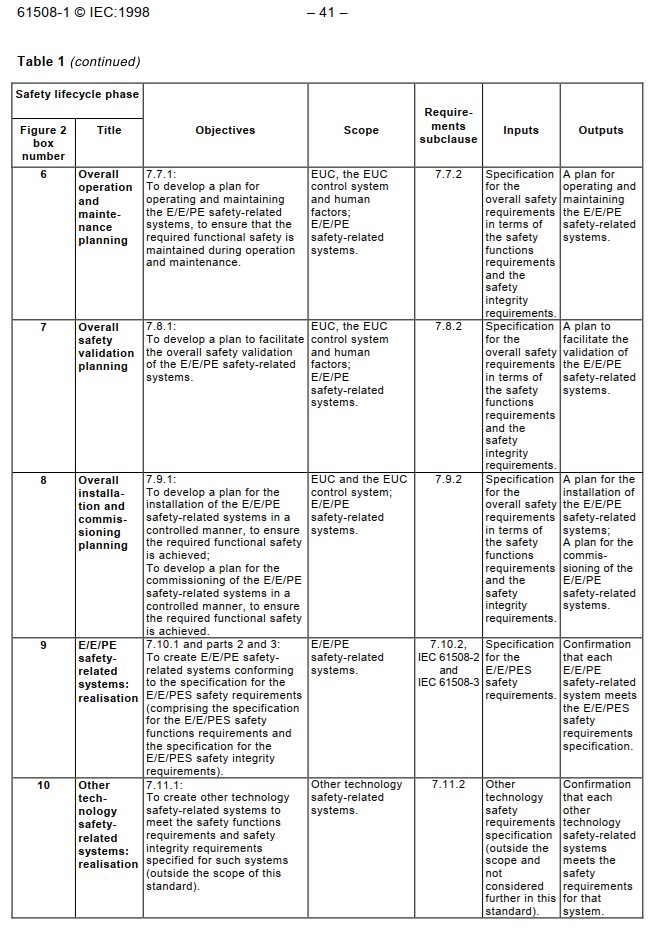 61508-1 © IEC:1998
– 41 –
Table 1 (continued)
Safety lifecycle phase
Figure 2
box
number
Title
Objectives
Scope
Require-
ments
subclause
Inputs
Outputs
6
Overall
operation
and
mainte-
nance
planning
7.7.1:
To develop a plan for
operating and maintaining
the E/E/PE safety-related
systems, to ensure that the
required functional safety is
maintained during operation
and maintenance.
EUC, the EUC
control system
and human
factors;
E/E/PE
safety-related
systems.
7.7.2
Specification
for the
overall safety
requirements
in terms of
the safety
functions
requirements
and the
safety
integrity
requirements.
A plan for
operating and
maintaining
the E/E/PE
safety-related
systems.
7
Overall
safety
validation
planning
7.8.1:
To develop a plan to facilitate
the overall safety validation
of the E/E/PE safety-related
systems.
EUC, the EUC
control system
and human
factors;
E/E/PE
safety-related
systems.
7.8.2
Specification
for the
overall safety
requirements
in terms of
the safety
functions
requirements
and the
safety
integrity
requirements.
A plan to
facilitate the
validation of
the E/E/PE
safety-related
systems.
8
Overall
installa-
tion and
commis-
sioning
planning
7.9.1:
To develop a plan for the
installation of the E/E/PE
safety-related systems in a
controlled manner, to ensure
the required functional safety
is achieved;
To develop a plan for the
commissioning of the E/E/PE
safety-related systems in a
controlled manner, to ensure
the required functional safety
is achieved.
EUC and the EUC
control system;
E/E/PE
safety-related
systems.
7.9.2
Specification
for the
overall safety
requirements
in terms of
the safety
functions
requirements
and the
safety
integrity
requirements.
A plan for the
installation of
the E/E/PE
safety-related
systems;
A plan for the
commis-
sioning of the
E/E/PE
safety-related
systems.
9
E/E/PE
safety-
related
systems:
realisation
7.10.1 and parts 2 and 3:
To create E/E/PE safety-
related systems conforming
to the specification for the
E/E/PES safety requirements
(comprising the specification
for the E/E/PES safety
functions requirements and
the specification for the
E/E/PES safety integrity
requirements).
E/E/PE
safety-related
systems.
7.10.2,
IEC 61508-2
and
IEC 61508-3
Specification
for the
E/E/PES
safety
requirements.
Confirmation
that each
E/E/PE
safety-related
system meets
the E/E/PES
safety
requirements
specification.
10
Other
tech-
nology
safety-
related
systems:
realisation
7.11.1:
To create other technology
safety-related systems to
meet the safety functions
requirements and safety
integrity requirements
specified for such systems
(outside the scope of this
standard).
Other technology
safety-related
systems.
7.11.2
Other
technology
safety
requirements
specification
(outside the
scope and
not
considered
further in this
standard).
Confirmation
that each
other
technology
safety-related
systems
meets the
safety
requirements
for that
system.